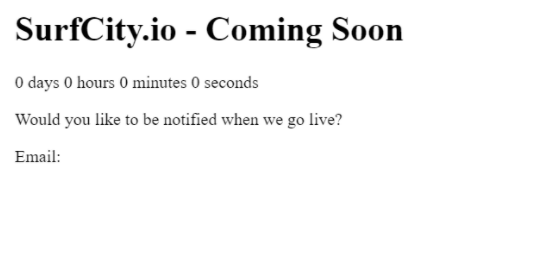 SurfCity.io - Coming Soon
0 days 0 hours 0 minutes 0 seconds
Would you like to be notified when we go live?
Email: